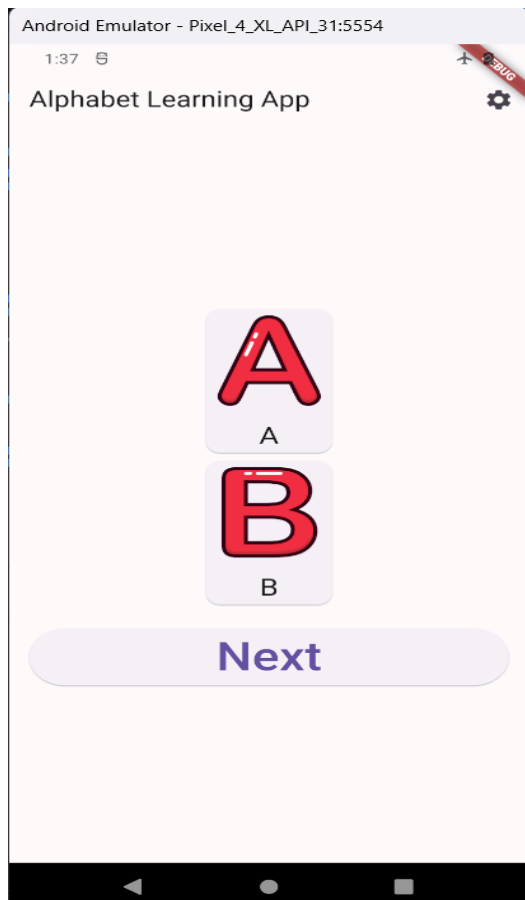 Android Emulator - Pixel_4_XL_API_31:5554
1:37
DEBUG
Alphabet Learning App
A
A
B
B
Next